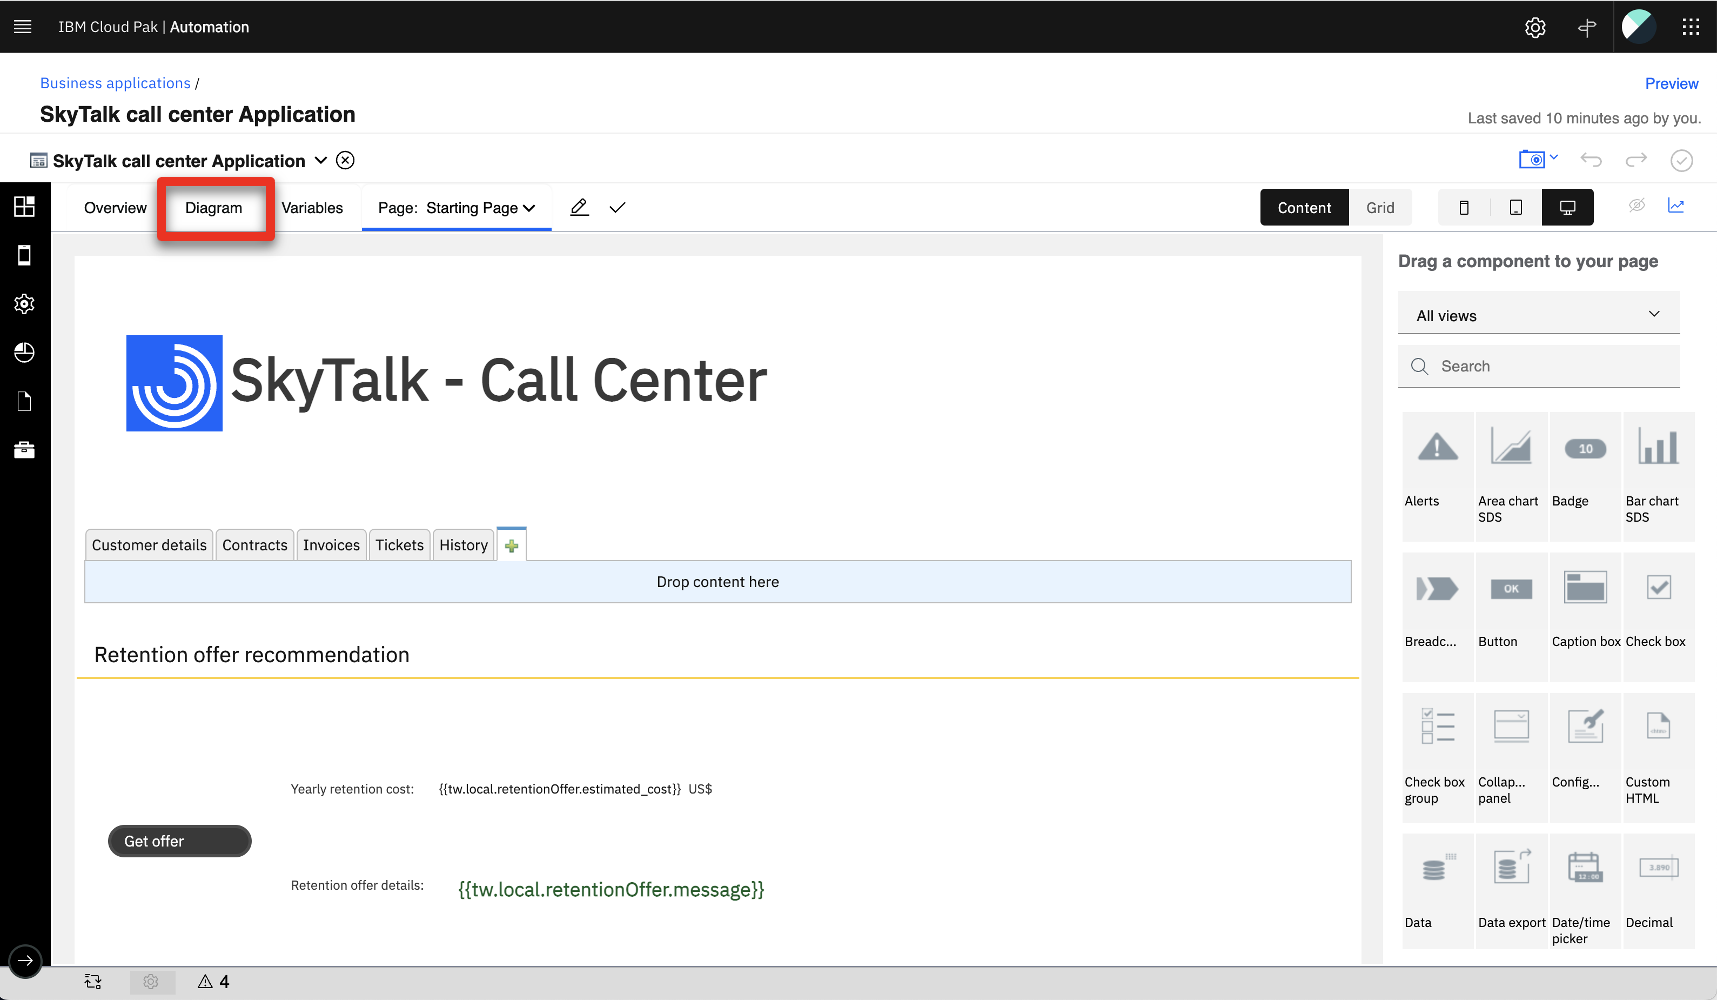 IBM Cloud Pak | Automation
Business applications /
Preview
SkyTalk call center Application
Last saved 10 minutes ago by you.
SkyTalk call center Application
Overview
Diagram
Variables
Page: Starting Page
Content
Grid
Drag a component to your page
All views
Search
SkyTalk - Call Center
Customer details
Contracts
Invoices
Tickets
History
Drop content here
Retention offer recommendation
Yearly retention cost: {{tw.local.retentionOffer.estimated_cost}} US$
Get offer
Retention offer details: {{tw.local.retentionOffer.message}}
10
Alerts
Area chart
SDS
Badge
Bar chart
SDS
OK
Breadc...
Button
Caption box
Check box
Check box
group
Collap...
panel
Config...
Custom
HTML
12:00
3.890
Data
Data export
Date/time
picker
Decimal
4